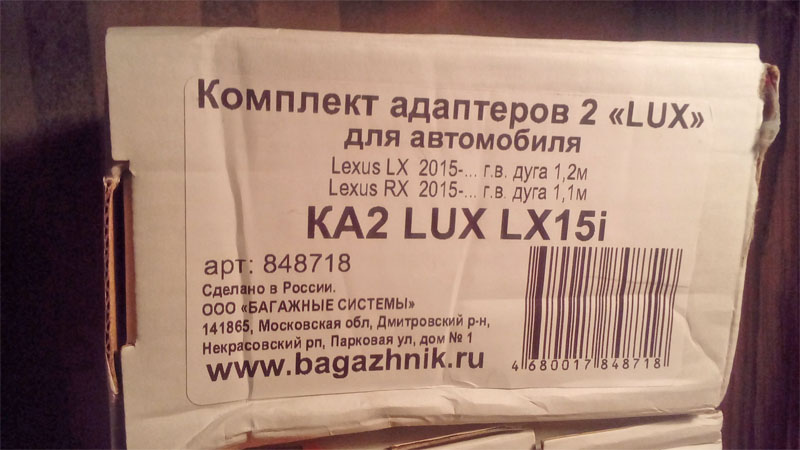 Комплект адаптеров 2 «LUX»
для автомобиля
Lexus LX 2015-... г.в. дуга 1,2м
Lexus RX 2015-... г.в. дуга 1,1м
КА2 LUX LX15i
арт: 848718
Сделано в России.
ООО «БАГАЖНЫЕ СИСТЕМЫ»
141865, Московская обл, Дмитровский р-н,
Некрасовский рп, Парковая ул, дом № 1
www.bagazhnik.ru
4 680017 848718